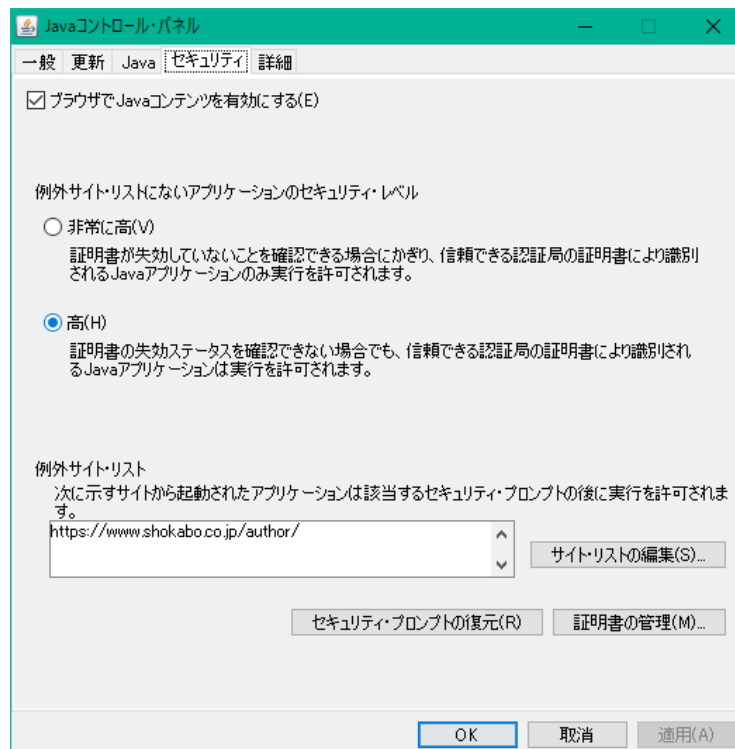 Javaコントロール・パネル
一般 更新 Java セキュリティ 詳細
ブラウザでJavaコンテンツを有効にする(E)
例外サイト・リストにないアプリケーションのセキュリティ・レベル
非常に高(V)
証明書が失効していないことを確認できる場合にかぎり、信頼できる認証局の証明書により識別
されるJavaアプリケーションのみ実行を許可されます。
高(H)
証明書の失効ステータスを確認できない場合でも、信頼できる認証局の証明書により識別され
るJavaアプリケーションは実行を許可されます。
例外サイト・リスト
次に示すサイトから起動されたアプリケーションは該当するセキュリティ・プロンプトの後に実行を許可されま
す。
https://www.shokabo.co.jp/author/
サイト・リストの編集(S)...
セキュリティ・プロンプトの復元(R) 証明書の管理(M)...
OK 取消 適用(A)